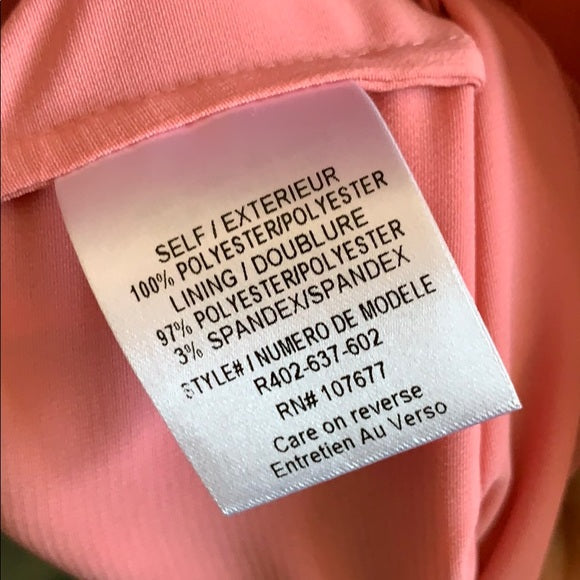 SELF / EXTERIEUR
100% POLYESTER/POLYESTER
LINING / DOUBLURE
97% POLYESTER/POLYESTER
3% SPANDEX/SPANDEX
STYLE# / NUMERO DE MODELE
R402-637-602
RN# 107677
Care on reverse
Entretien Au Verso